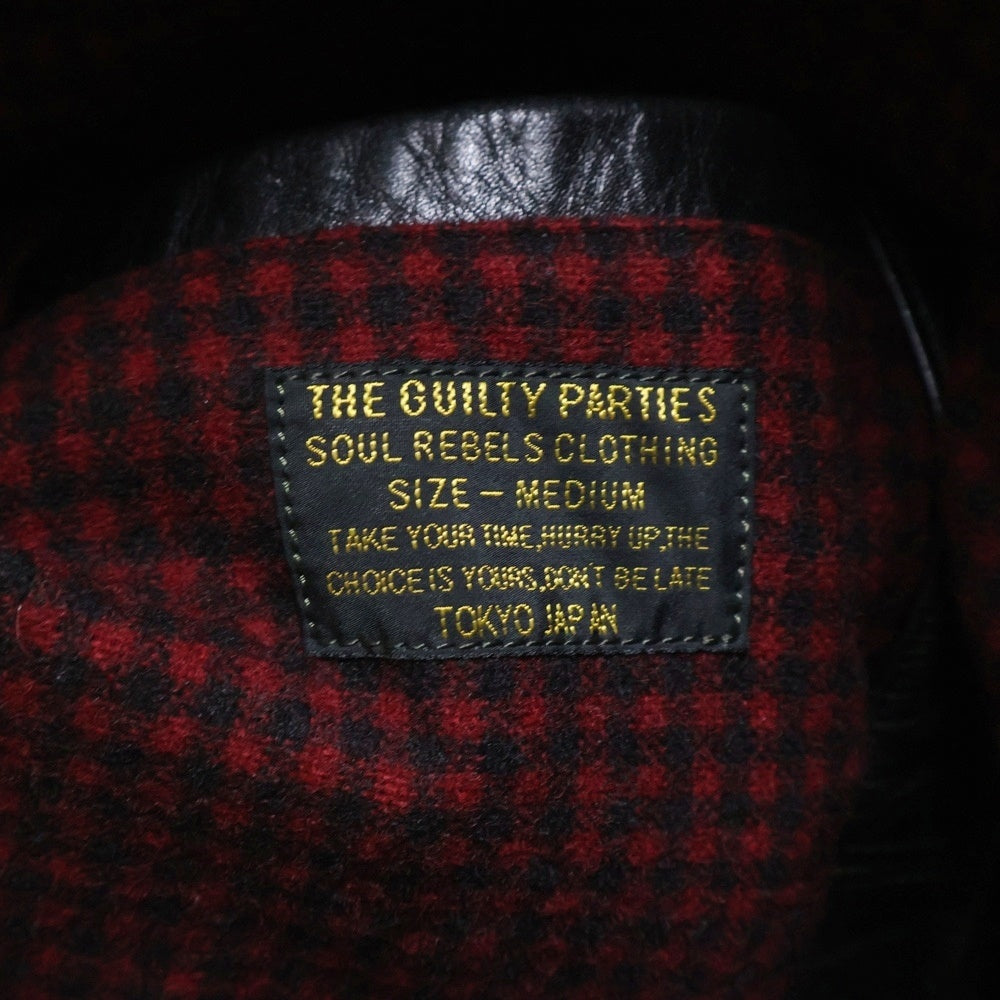 THE GUILTY PARTIES
SOUL REBELS CLOTHING
SIZE – MEDIUM
TAKE YOUR TIME,HURRY UP,THE
CHOICE IS YOURS,DON'T BE LATE
TOKYO JAPAN